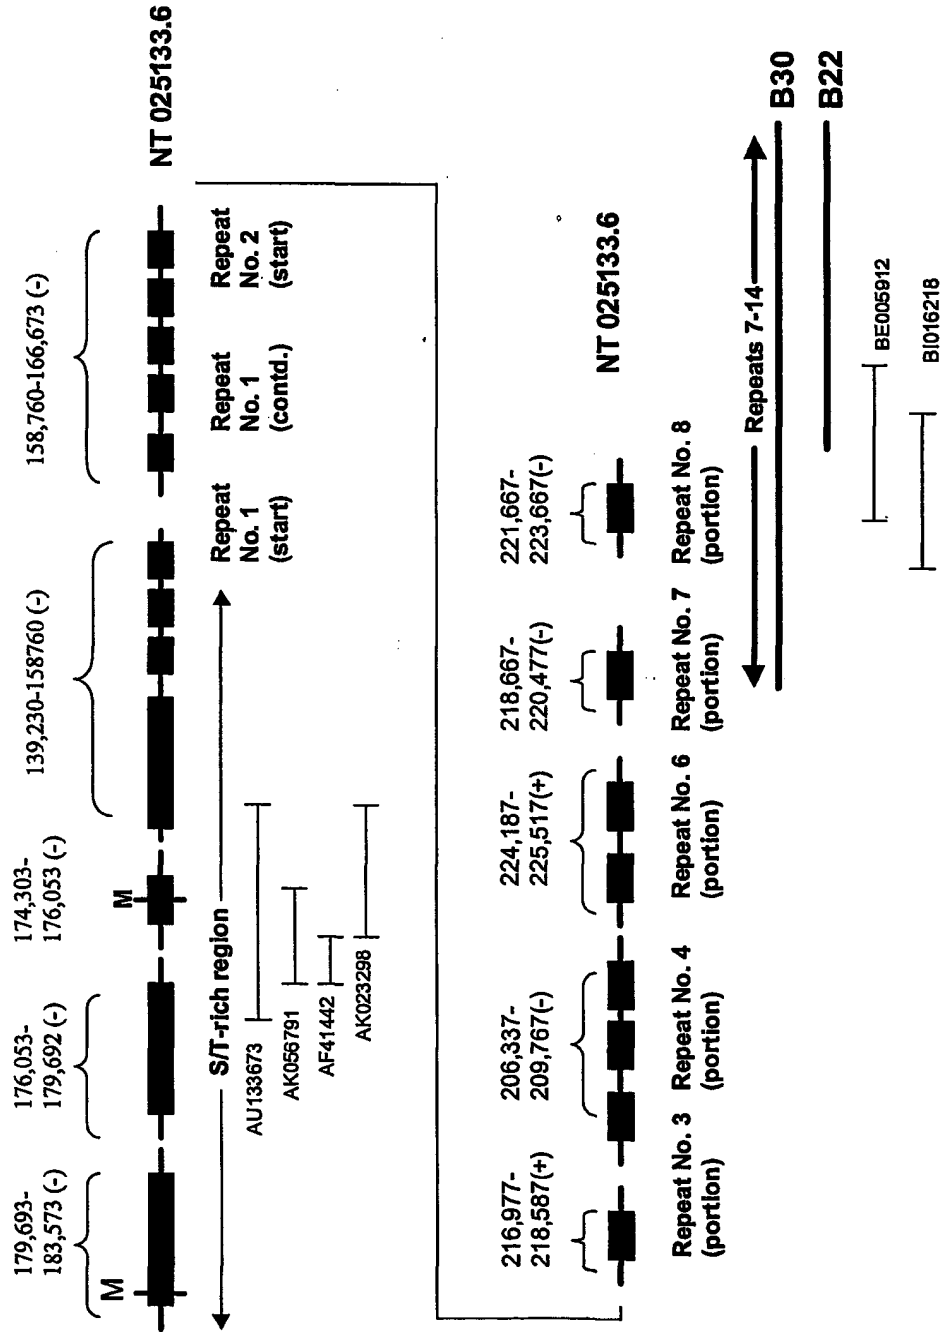 179,693-
183,573 (-)
176,053-
179,692 (-)
174,303-
176,053 (-)
139,230-158760 (-)
158,760-166,673 (-)
M
M
NT 025133.6
S/T-rich region
Repeat
No. 1
(start)
Repeat
No. 1
(contd.)
Repeat
No. 2
(start)
AU133673
AK056791
AF41442
AK023298
216,977-
218,587(+)
206,337-
209,767(-)
224,187-
225,517(+)
218,667-
220,477(-)
221,667-
223,667(-)
NT 025133.6
Repeat No. 3
(portion)
Repeat No. 4
(portion)
Repeat No. 6
(portion)
Repeat No. 7
(portion)
Repeat No. 8
(portion)
Repeats 7-14
B30
B22
BE005912
BI016218